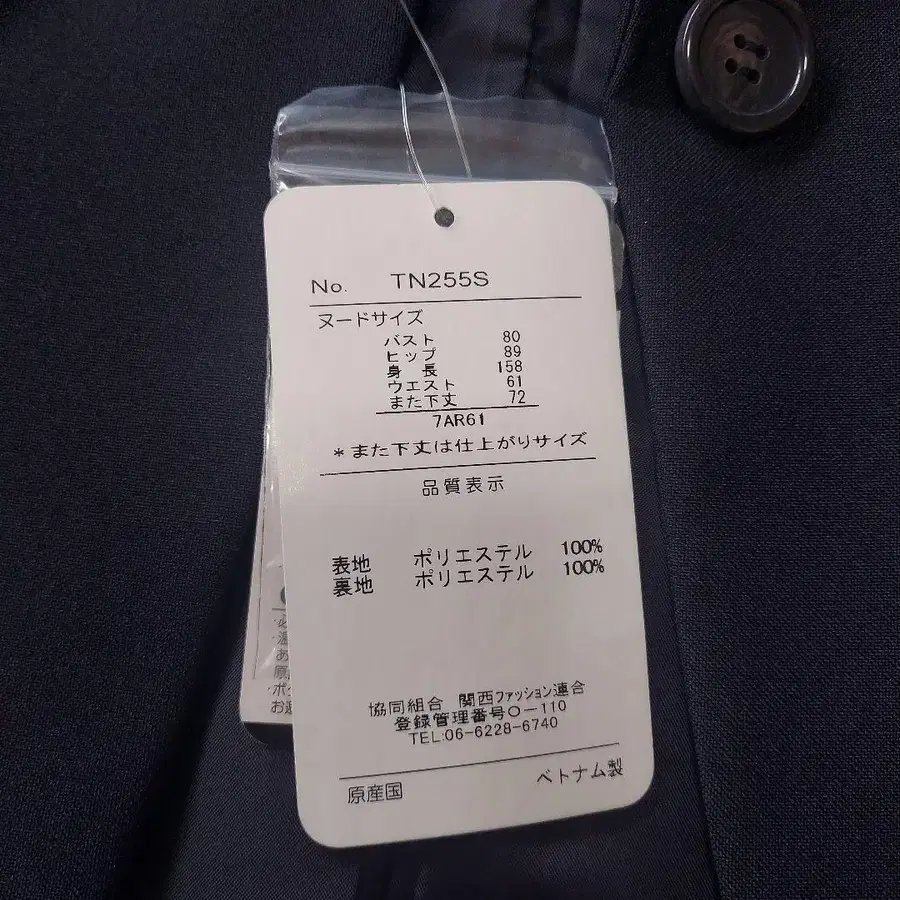 No. TN255S
ヌードサイズ
バスト 80
ヒップ 89
身 長 158
ウエスト 61
また下丈 72
7AR61
*また下丈は仕上がりサイズ
品質表示
表地 ポリエステル 100%
裏地 ポリエステル 100%
協同組合 関西ファッション連合
登録管理番号O-110
TEL:06-6228-6740
原産国 ベトナム製